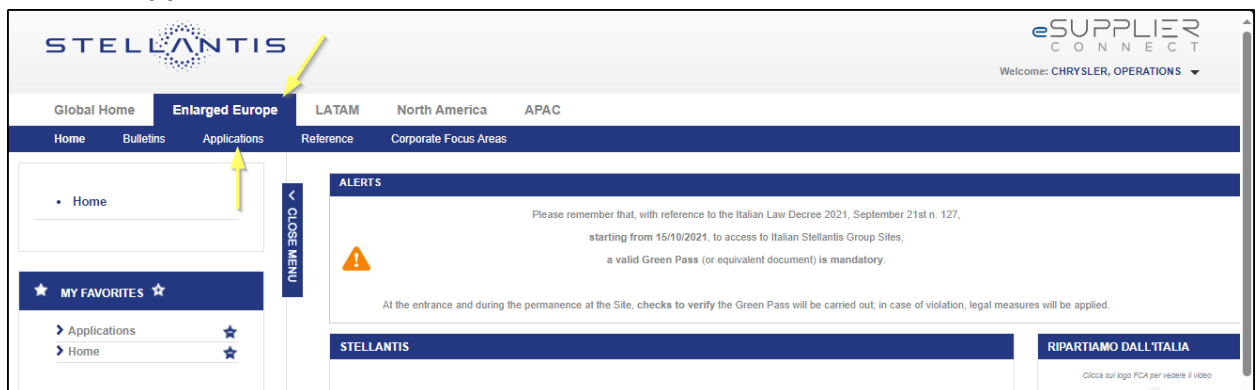 STELLANTIS
eSUPPLIER
CONNECT
Welcome: CHRYSLER, OPERATIONS
Global Home Enlarged Europe LATAM North America APAC
Home Bulletins Applications Reference Corporate Focus Areas
Home
CLOSE MENU
MY FAVORITES
Applications
Home
ALERTS
Please remember that, with reference to the Italian Law Decree 2021, September 21st n. 127,
starting from 15/10/2021, to access to Italian Stellantis Group Sites,
a valid Green Pass (or equivalent document) is mandatory.
At the entrance and during the permanence at the Site, checks to verify the Green Pass will be carried out; in case of violation, legal measures will be applied.
STELLANTIS
RIPARTIAMO DALL'ITALIA
Clicca sul logo FCA per vedere il video